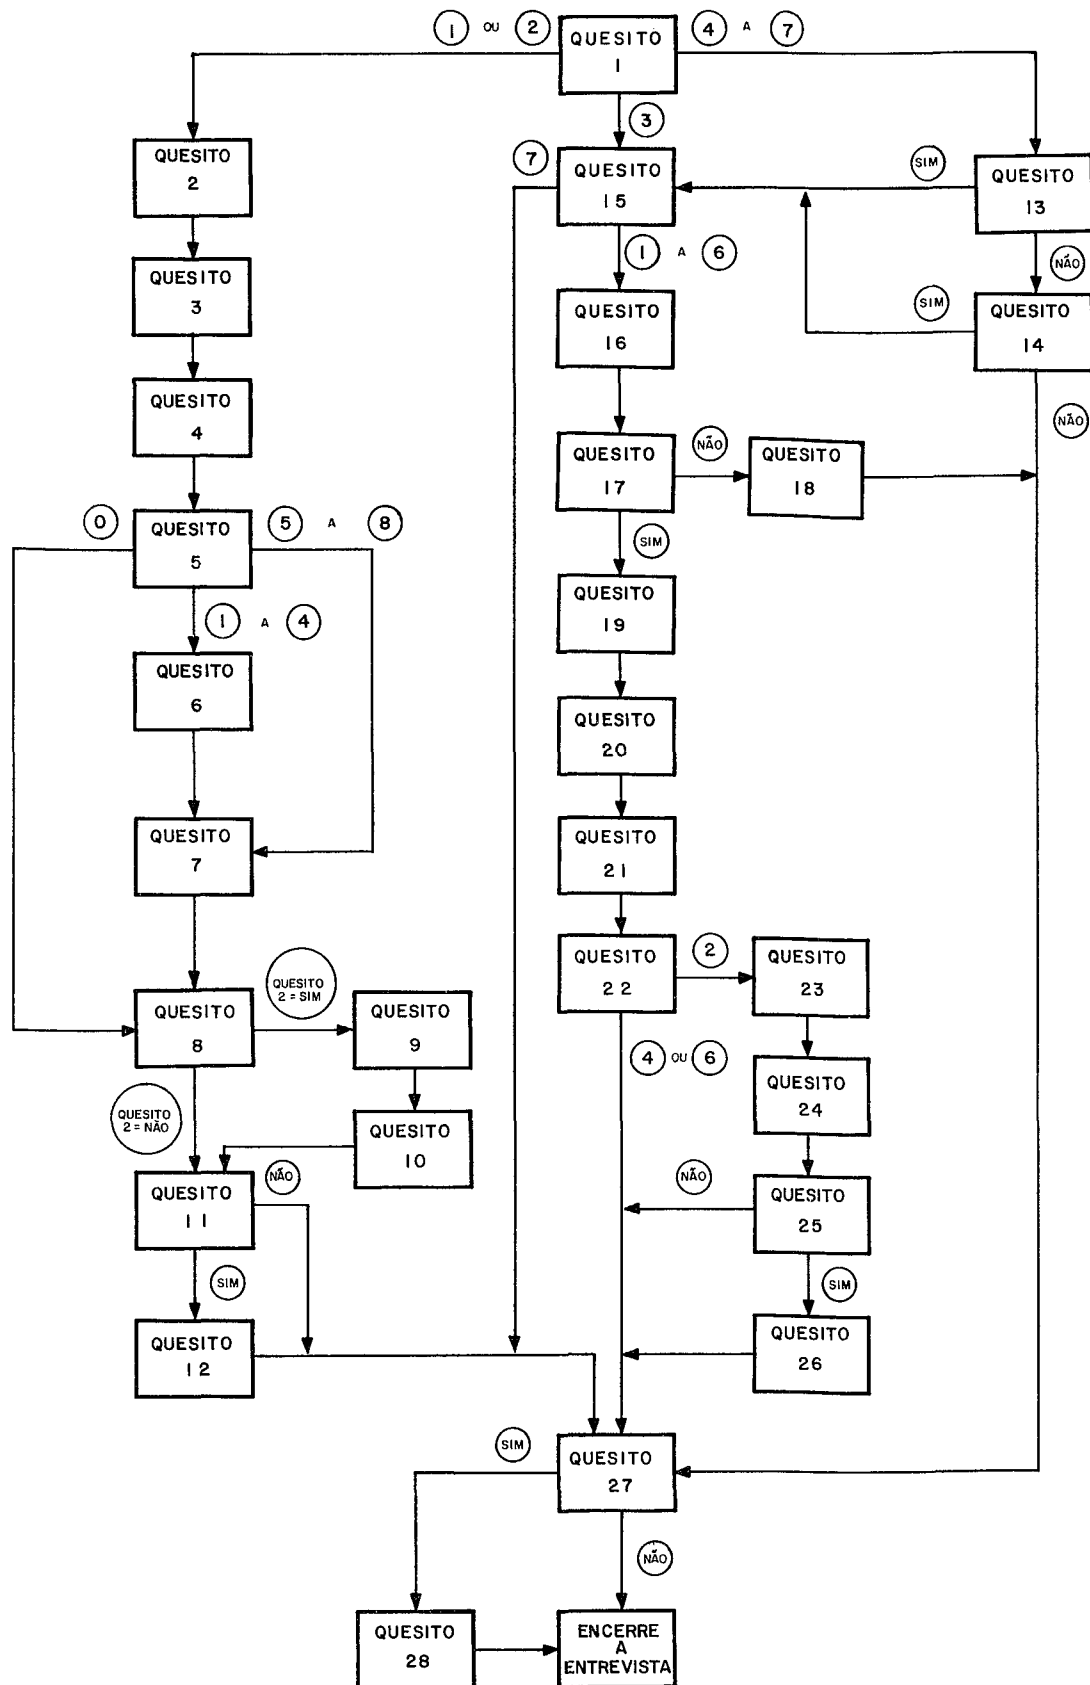 1 OU 2
QUESITO
1
4 A 7
3
QUESITO
2
7
QUESITO
15
SIM
QUESITO
13
1 A 6
NÃO
QUESITO
3
QUESITO
16
SIM
QUESITO
14
NÃO
QUESITO
4
QUESITO
17
NÃO
QUESITO
18
0
QUESITO
5
5 A 8
SIM
1 A 4
QUESITO
19
QUESITO
6
QUESITO
20
QUESITO
7
QUESITO
21
QUESITO
22
2
QUESITO
23
QUESITO
8
QUESITO
2 = SIM
QUESITO
9
4 OU 6
QUESITO
24
QUESITO
2 = NÃO
QUESITO
10
QUESITO
11
NÃO
NÃO
QUESITO
25
SIM
SIM
QUESITO
12
QUESITO
26
SIM
QUESITO
27
NÃO
QUESITO
28
ENCERRE
A
ENTREVISTA